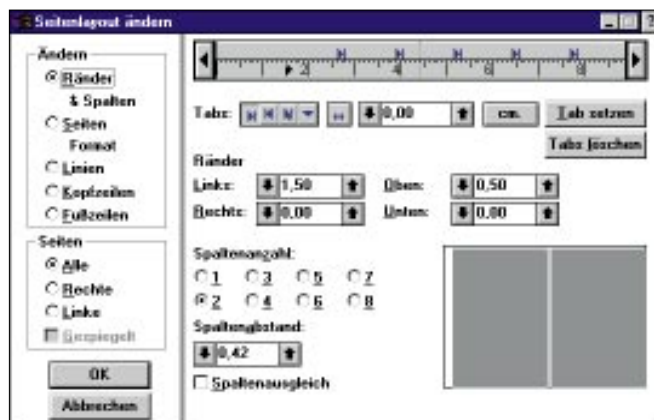 Seitenlayout ändern
Ändern
Ränder
& Spalten
Seiten
Format
Linien
Kopfzeilen
Fußzeilen
Seiten
Alle
Rechte
Linke
Gespiegelt
OK
Abbrechen
2 4 6 8
Tabs: 0,00 cm. Tab setzen
Tabs löschen
Ränder
Links: 1,50 Oben: 0,50
Rechts: 0,00 Unten: 0,00
Spaltenanzahl:
1 3 5 7
2 4 6 8
Spaltenabstand:
0,42
Spaltenausgleich